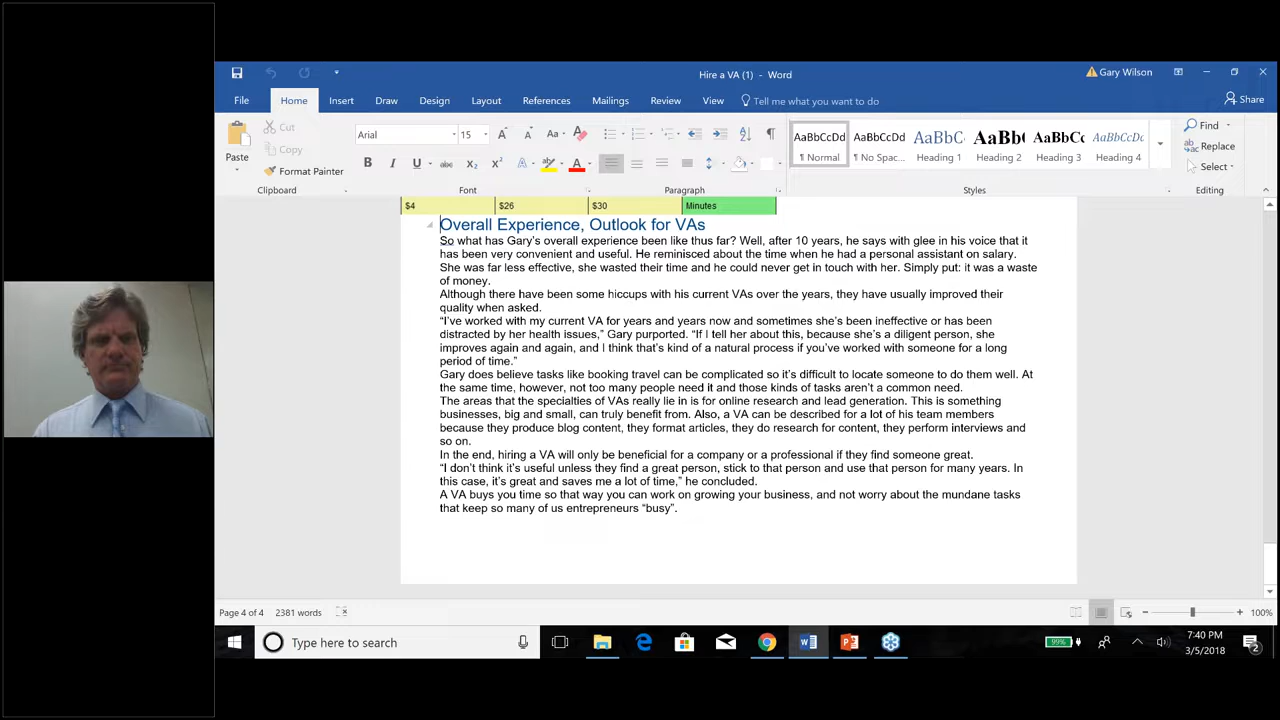 Hire a VA (1) - Word
Gary Wilson
File
Home
Insert
Draw
Design
Layout
References
Mailings
Review
View
Tell me what you want to do
Share
Paste
Cut
Copy
Format Painter
Clipboard
Arial
15
Font
Paragraph
AaBbCcDd
¶ Normal
AaBbCcDd
¶ No Spac...
AaBbC
Heading 1
AaBb(
Heading 2
AaBbCc
Heading 3
AaBbCcDc
Heading 4
Styles
Find
Replace
Select
Editing
$4 $26 $30 Minutes
Overall Experience, Outlook for VAs
So what has Gary's overall experience been like thus far? Well, after 10 years, he says with glee in his voice that it
has been very convenient and useful. He reminisced about the time when he had a personal assistant on salary.
She was far less effective, she wasted their time and he could never get in touch with her. Simply put: it was a waste
of money.
Although there have been some hiccups with his current VAs over the years, they have usually improved their
quality when asked.
“I've worked with my current VA for years and years now and sometimes she's been ineffective or has been
distracted by her health issues,” Gary purported. “If I tell her about this, because she's a diligent person, she
improves again and again, and I think that's kind of a natural process if you've worked with someone for a long
period of time.”
Gary does believe tasks like booking travel can be complicated so it's difficult to locate someone to do them well. At
the same time, however, not too many people need it and those kinds of tasks aren't a common need.
The areas that the specialties of VAs really lie in is for online research and lead generation. This is something
businesses, big and small, can truly benefit from. Also, a VA can be described for a lot of his team members
because they produce blog content, they format articles, they do research for content, they perform interviews and
so on.
In the end, hiring a VA will only be beneficial for a company or a professional if they find someone great.
“I don't think it's useful unless they find a great person, stick to that person and use that person for many years. In
this case, it's great and saves me a lot of time,” he concluded.
A VA buys you time so that way you can work on growing your business, and not worry about the mundane tasks
that keep so many of us entrepreneurs “busy”.
Page 4 of 4
2381 words
100%
Type here to search
99%
7:40 PM
3/5/2018
2